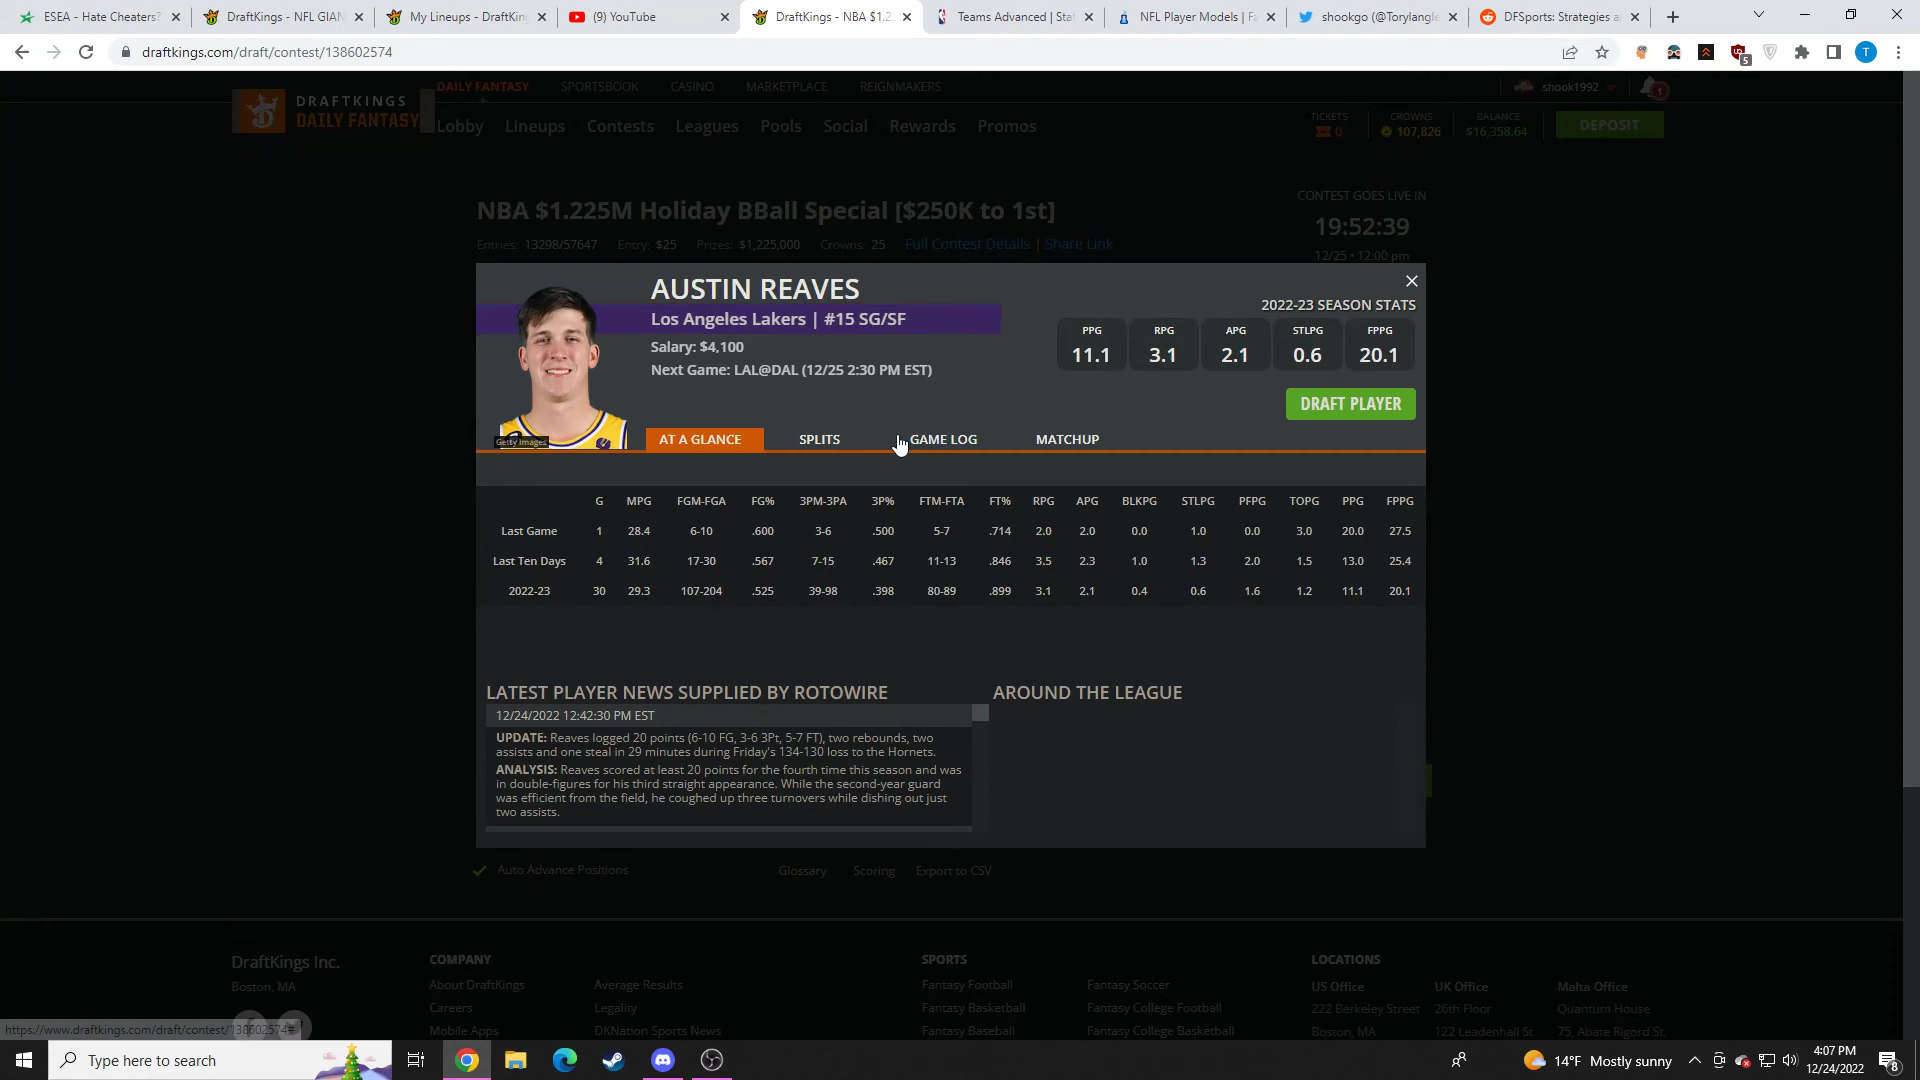 ESEA - Hate Cheaters?
DraftKings - NFL GIAN
My Lineups - DraftKin
(9) YouTube
DraftKings - NBA $1.2
Teams Advanced | Sta
NFL Player Models | F
shookgo (@Torylangle
DFSports: Strategies a
draftkings.com/draft/contest/138602574
5
T
DAILY FANTASY SPORTSBOOK CASINO MARKETPLACE REIGNMAKERS
shook1992
1
DRAFTKINGS
DAILY FANTASY
Lobby Lineups Contests Leagues Pools Social Rewards Promos
TICKETS
0
CROWNS
107,826
BALANCE
$16,358.64
DEPOSIT
NBA $1.225M Holiday BBall Special [$250K to 1st]
Entries: 13298/57647 Entry: $25 Prizes: $1,225,000 Crowns: 25 Full Contest Details | Share Link
CONTEST GOES LIVE IN
19:52:39
12/25 • 12:00 pm
AUSTIN REAVES
Los Angeles Lakers | #15 SG/SF
Salary: $4,100
Next Game: LAL@DAL (12/25 2:30 PM EST)
Getty Images
2022-23 SEASON STATS
PPG RPG APG STLPG FPPG
11.1 3.1 2.1 0.6 20.1
DRAFT PLAYER
AT A GLANCE SPLITS GAME LOG MATCHUP
G MPG FGM-FGA FG% 3PM-3PA 3P% FTM-FTA FT% RPG APG BLKPG STLPG PFPG TOPG PPG FPPG
Last Game 1 28.4 6-10 .600 3-6 .500 5-7 .714 2.0 2.0 0.0 1.0 0.0 3.0 20.0 27.5
Last Ten Days 4 31.6 17-30 .567 7-15 .467 11-13 .846 3.5 2.3 1.0 1.3 2.0 1.5 13.0 25.4
2022-23 30 29.3 107-204 .525 39-98 .398 80-89 .899 3.1 2.1 0.4 0.6 1.6 1.2 11.1 20.1
LATEST PLAYER NEWS SUPPLIED BY ROTOWIRE
AROUND THE LEAGUE
12/24/2022 12:42:30 PM EST
UPDATE: Reaves logged 20 points (6-10 FG, 3-6 3Pt, 5-7 FT), two rebounds, two
assists and one steal in 29 minutes during Friday's 134-130 loss to the Hornets.
ANALYSIS: Reaves scored at least 20 points for the fourth time this season and was
in double-figures for his third straight appearance. While the second-year guard
was efficient from the field, he coughed up three turnovers while dishing out just
two assists.
Auto Advance Positions
Glossary Scoring Export to CSV
DraftKings Inc.
Boston, MA
COMPANY
About DraftKings Average Results
Careers Legality
Mobile Apps DKNation Sports News
SPORTS
Fantasy Football Fantasy Soccer
Fantasy Basketball Fantasy College Football
Fantasy Baseball Fantasy College Basketball
LOCATIONS
US Office UK Office Malta Office
222 Berkeley Street 26th Floor Quantum House
Boston, MA 122 Leadenhall St. 75, Abate Rigord St.
https://www.draftkings.com/draft/contest/138602574#
Type here to search
14°F Mostly sunny
4:07 PM
12/24/2022
8